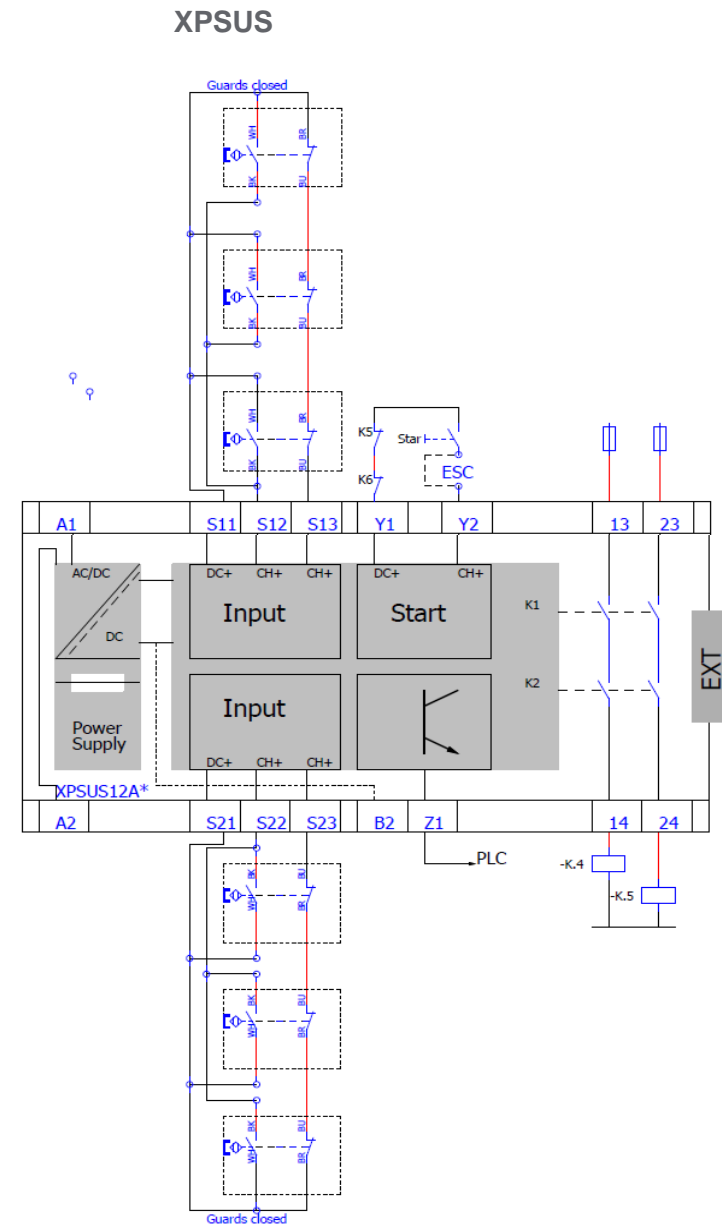 XPSUS
Guards closed
WH BR
BK BU
WH BR
BK BU
WH BR
BK BU
K5 Star
K6 ESC
A1 S11 S12 S13 Y1 Y2 13 23
AC/DC DC+ CH+ CH+ DC+ CH+
Input Start K1
DC
EXT
K2
Input
Power
Supply
DC+ CH+ CH+
XPSUS12A*
A2 S21 S22 S23 B2 Z1 14 24
PLC -K.4
-K.5
BK BU
WH BR
BK BU
WH BR
BK BU
WH BR
Guards closed